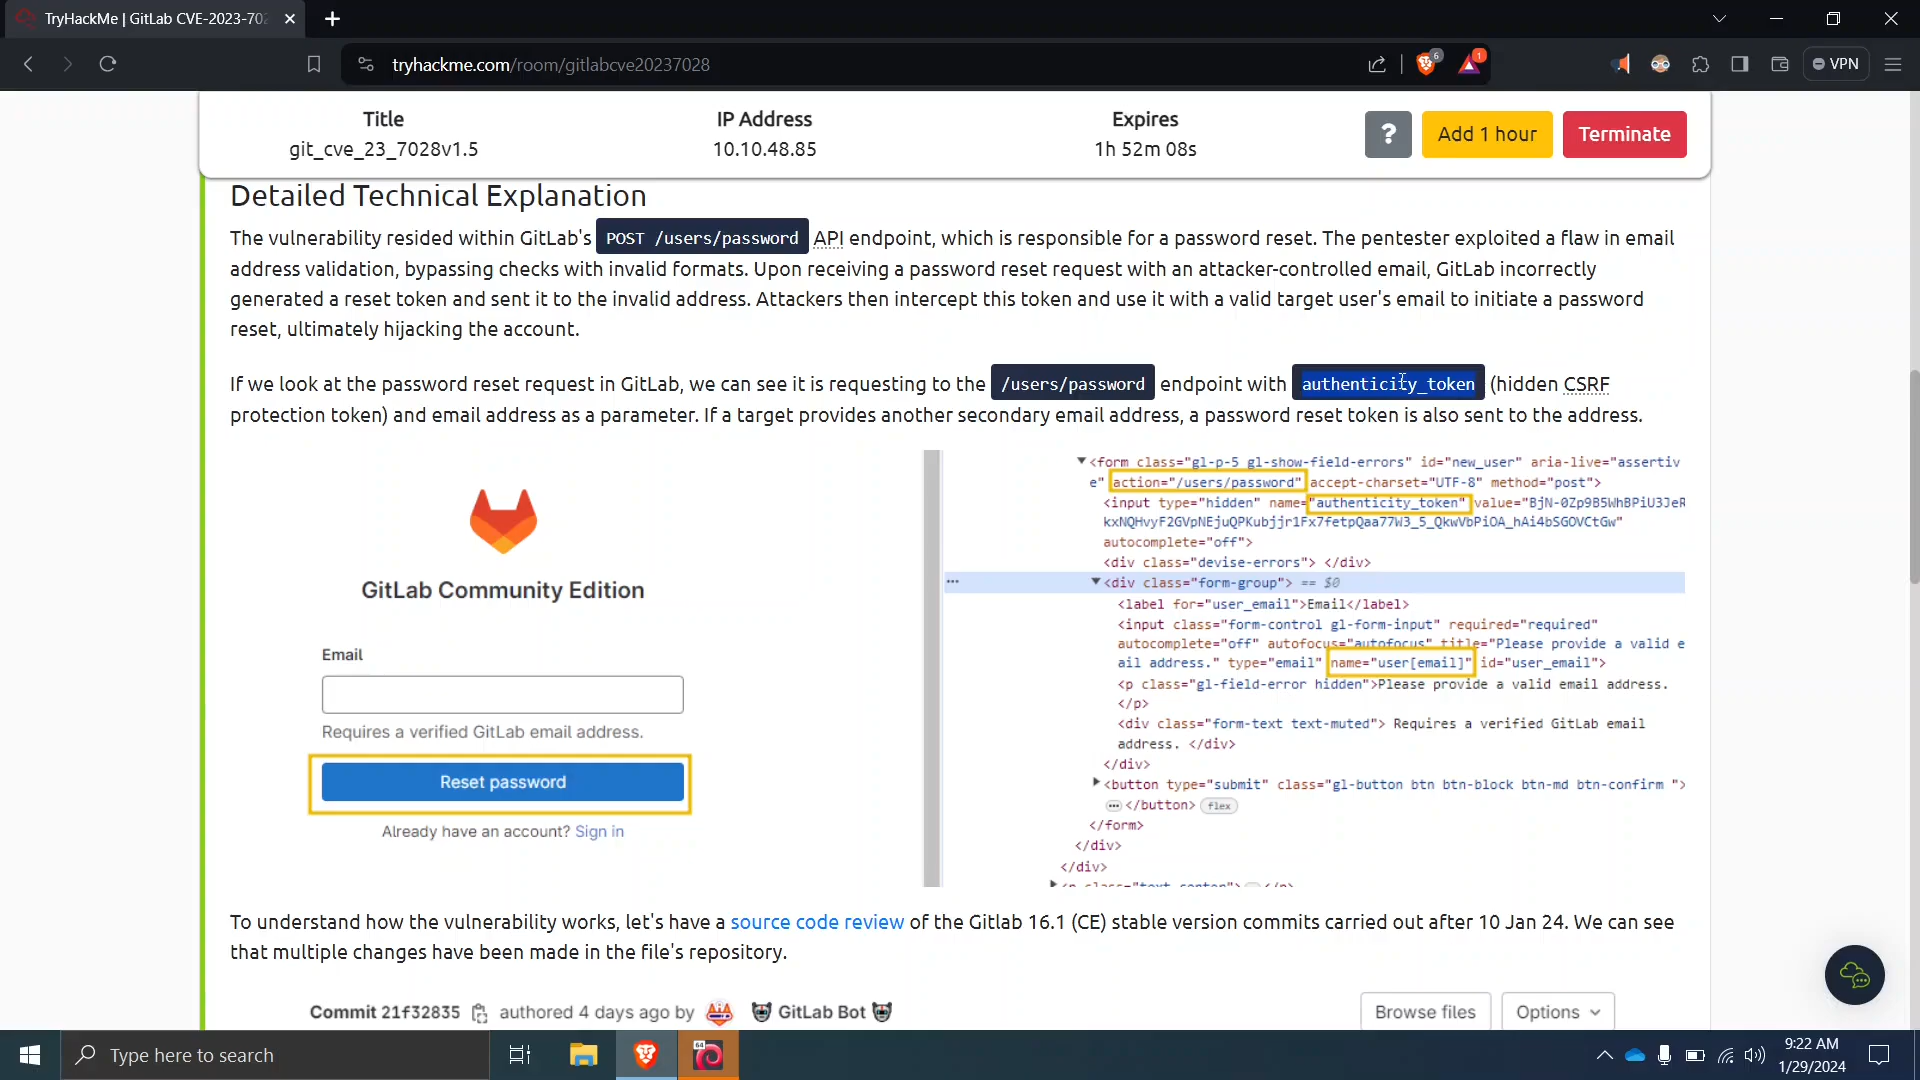 TryHackMe | GitLab CVE-2023-702
tryhackme.com/room/gitlabcve20237028
6
1
VPN
Title
IP Address
Expires
git_cve_23_7028v1.5
10.10.48.85
1h 52m 08s
?
Add 1 hour
Terminate
Detailed Technical Explanation
The vulnerability resided within GitLab's POST /users/password API endpoint, which is responsible for a password reset. The pentester exploited a flaw in email
address validation, bypassing checks with invalid formats. Upon receiving a password reset request with an attacker-controlled email, GitLab incorrectly
generated a reset token and sent it to the invalid address. Attackers then intercept this token and use it with a valid target user's email to initiate a password
reset, ultimately hijacking the account.
If we look at the password reset request in GitLab, we can see it is requesting to the /users/password endpoint with authenticity_token (hidden CSRF
protection token) and email address as a parameter. If a target provides another secondary email address, a password reset token is also sent to the address.
GitLab Community Edition
Email
Requires a verified GitLab email address.
Reset password
Already have an account? Sign in
<form class="gl-p-5 gl-show-field-errors" id="new_user" aria-live="assertiv
e" action="/users/password" accept-charset="UTF-8" method="post">
<input type="hidden" name="authenticity_token" value="BjN-0Zp9B5WhBPiU3JeR
kxNQHvyF2GVpNEjuQPKubjjr1Fx7fetpQaa77W3_5_QkwVbPiOA_hAi4bSGOVCtGw"
autocomplete="off">
<div class="devise-errors"> </div>
<div class="form-group"> == $0
<label for="user_email">Email</label>
<input class="form-control gl-form-input" required="required"
autocomplete="off" autofocus="autofocus" title="Please provide a valid e
ail address." type="email" name="user[email]" id="user_email">
<p class="gl-field-error hidden">Please provide a valid email address.
</p>
<div class="form-text text-muted"> Requires a verified GitLab email
address. </div>
</div>
<button type="submit" class="gl-button btn btn-block btn-md btn-confirm ">
</button> flex
</form>
</div>
</div>
<p class="text-center"> </p>
To understand how the vulnerability works, let's have a source code review of the Gitlab 16.1 (CE) stable version commits carried out after 10 Jan 24. We can see
that multiple changes have been made in the file's repository.
Commit 21f32835 authored 4 days ago by GitLab Bot
Browse files
Options
Type here to search
64
9:22 AM
1/29/2024